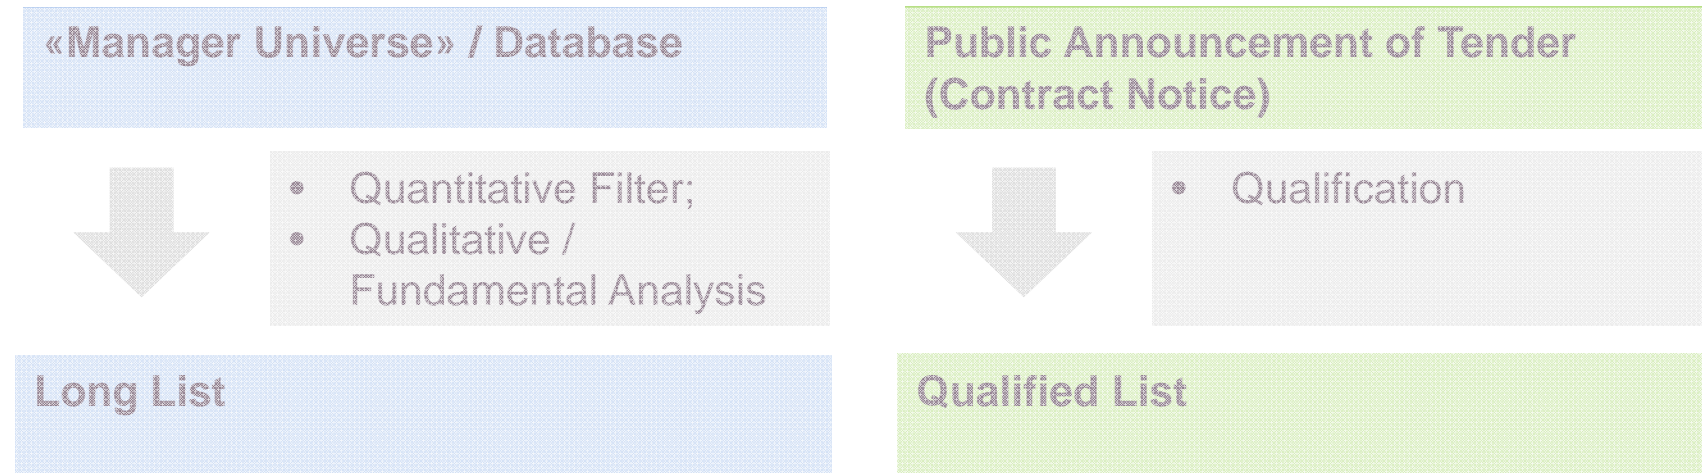 «Manager Universe» / Database
• Quantitative Filter;
• Qualitative /
Fundamental Analysis
Long List
Public Announcement of Tender
(Contract Notice)
• Qualification
Qualified List